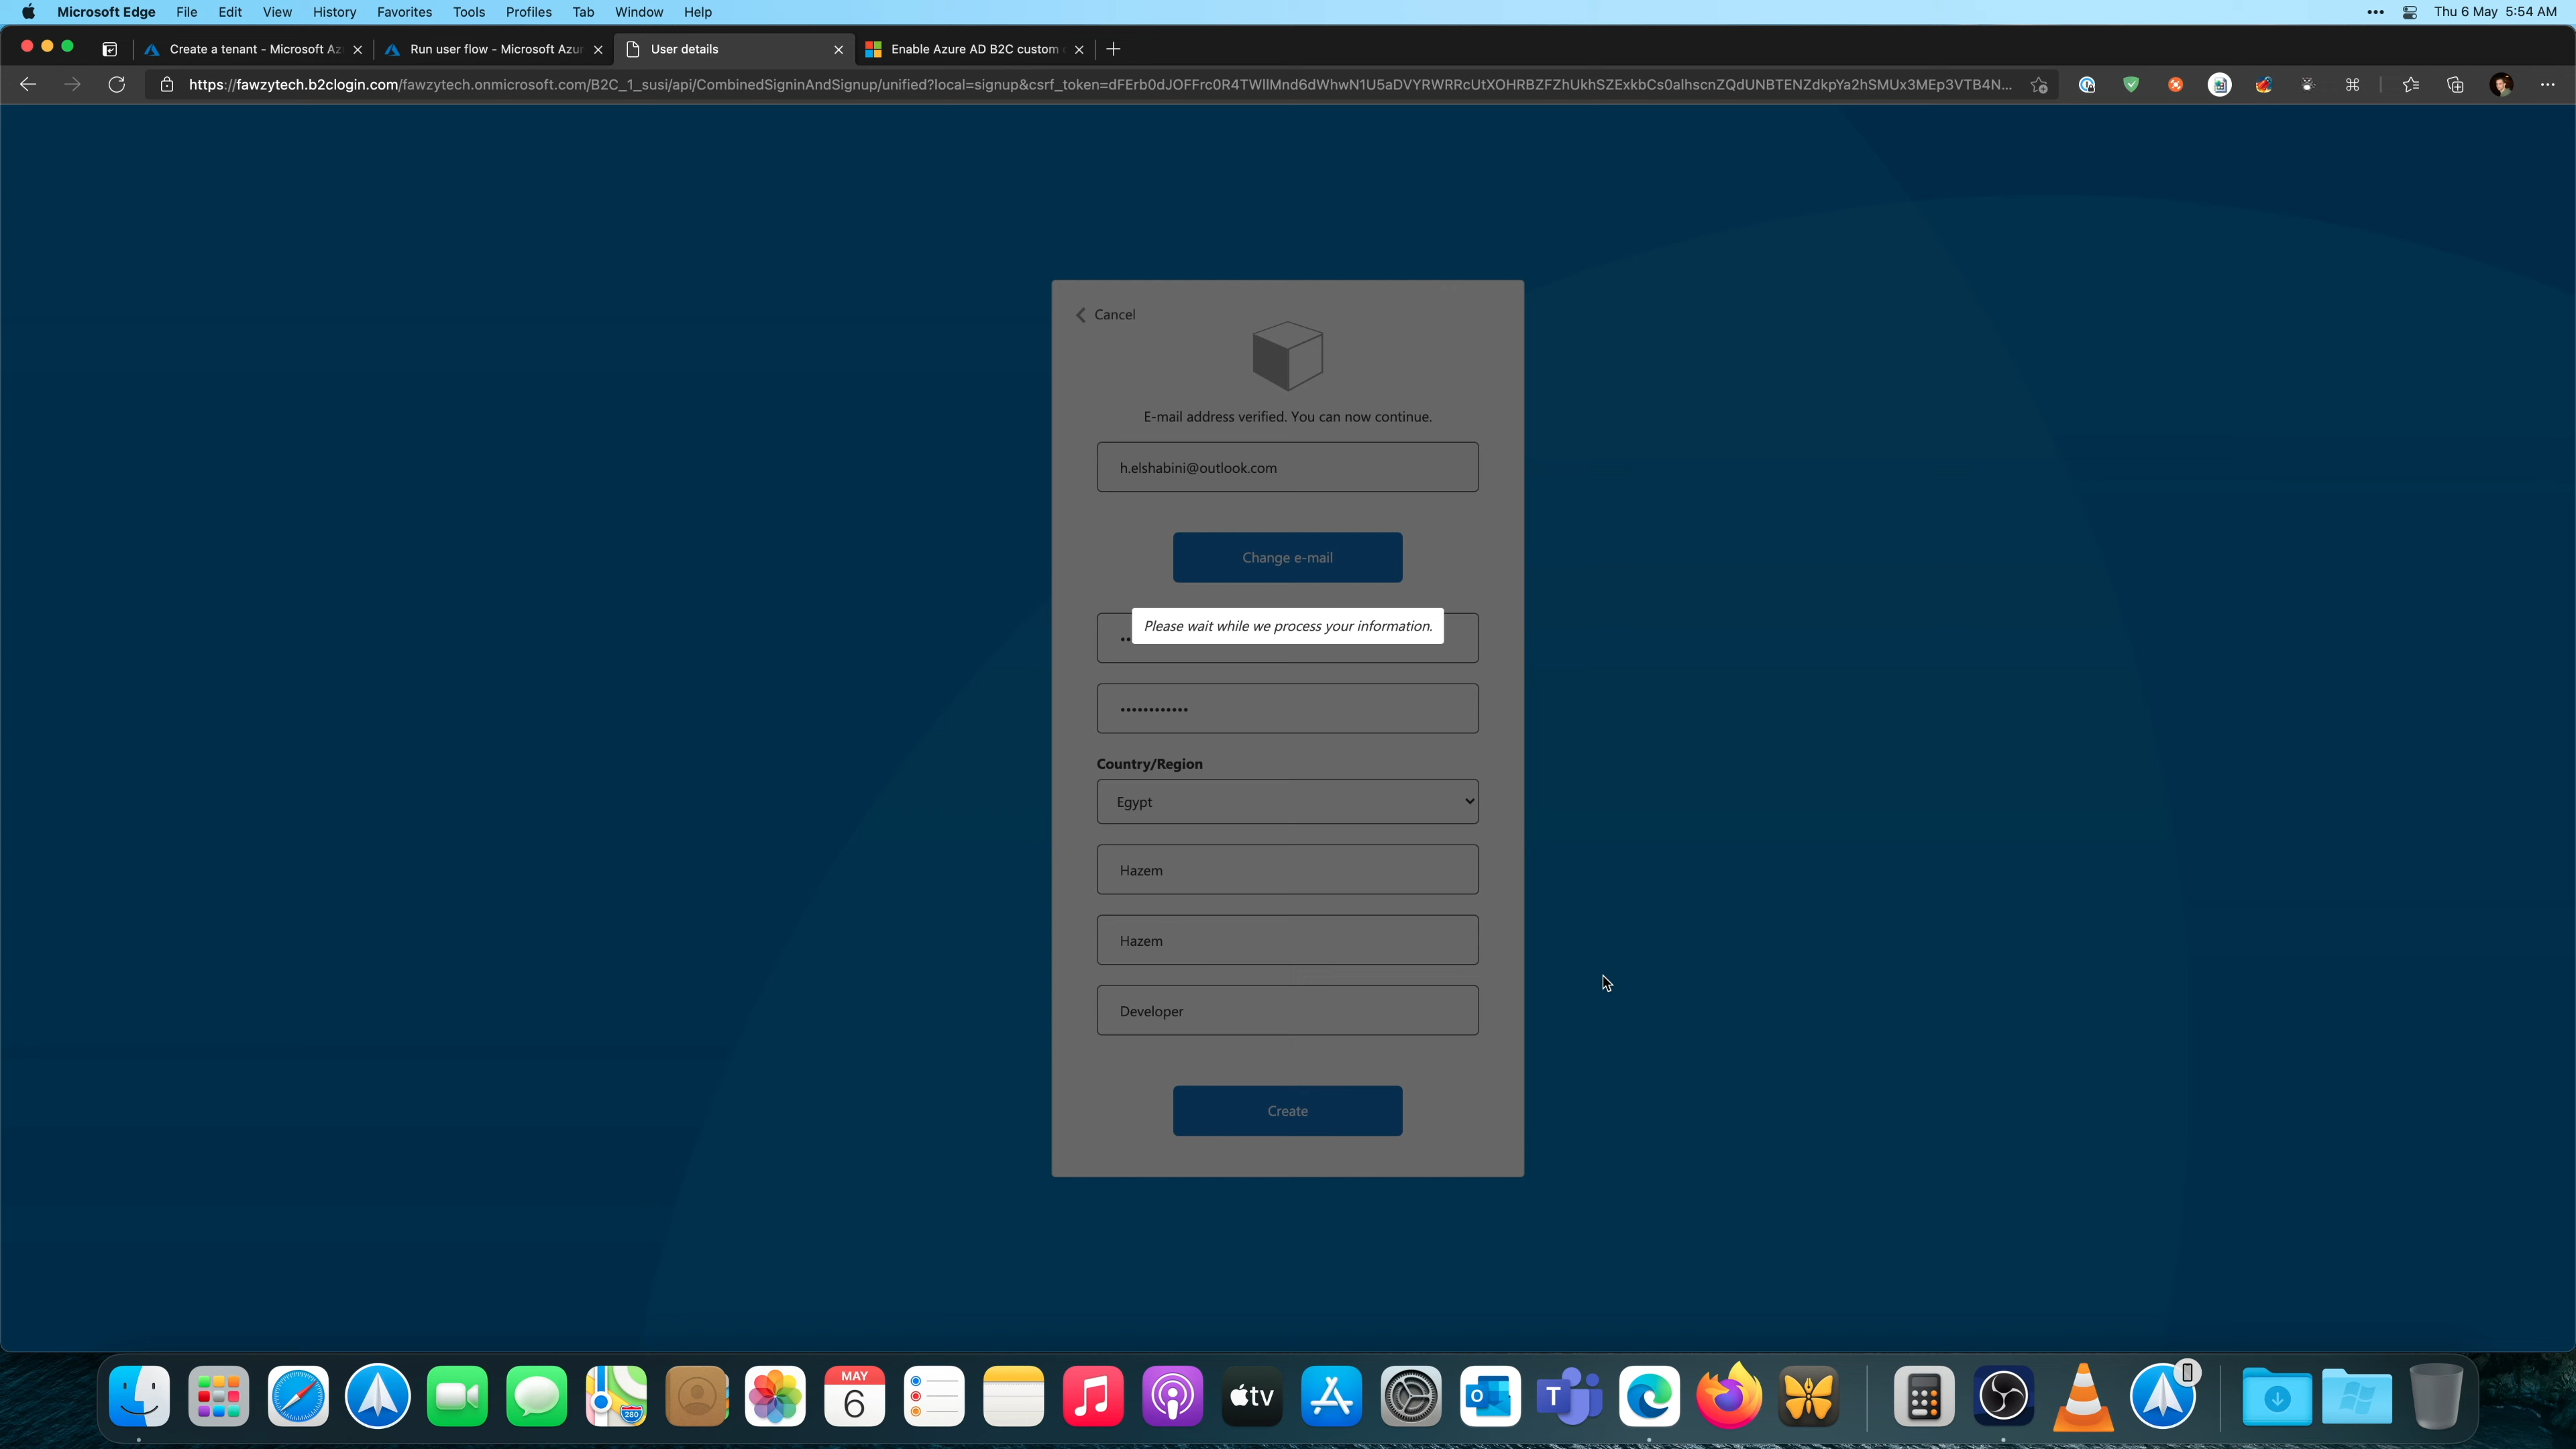 Microsoft Edge File Edit View History Favorites Tools Profiles Tab Window Help Thu 6 May 5:54 AM
Create a tenant - Microsoft Az Run user flow - Microsoft Azur User details Enable Azure AD B2C custom
https://fawzytech.b2clogin.com/fawzytech.onmicrosoft.com/B2C_1_susi/api/CombinedSigninAndSignup/unified?local=signup&csrf_token=
Cancel
E-mail address verified. You can now continue.
h.elshabini@outlook.com
Change e-mail
Please wait while we process your information.
Country/Region
Egypt
Hazem
Hazem
Developer
Create
280 MAY 6 tv